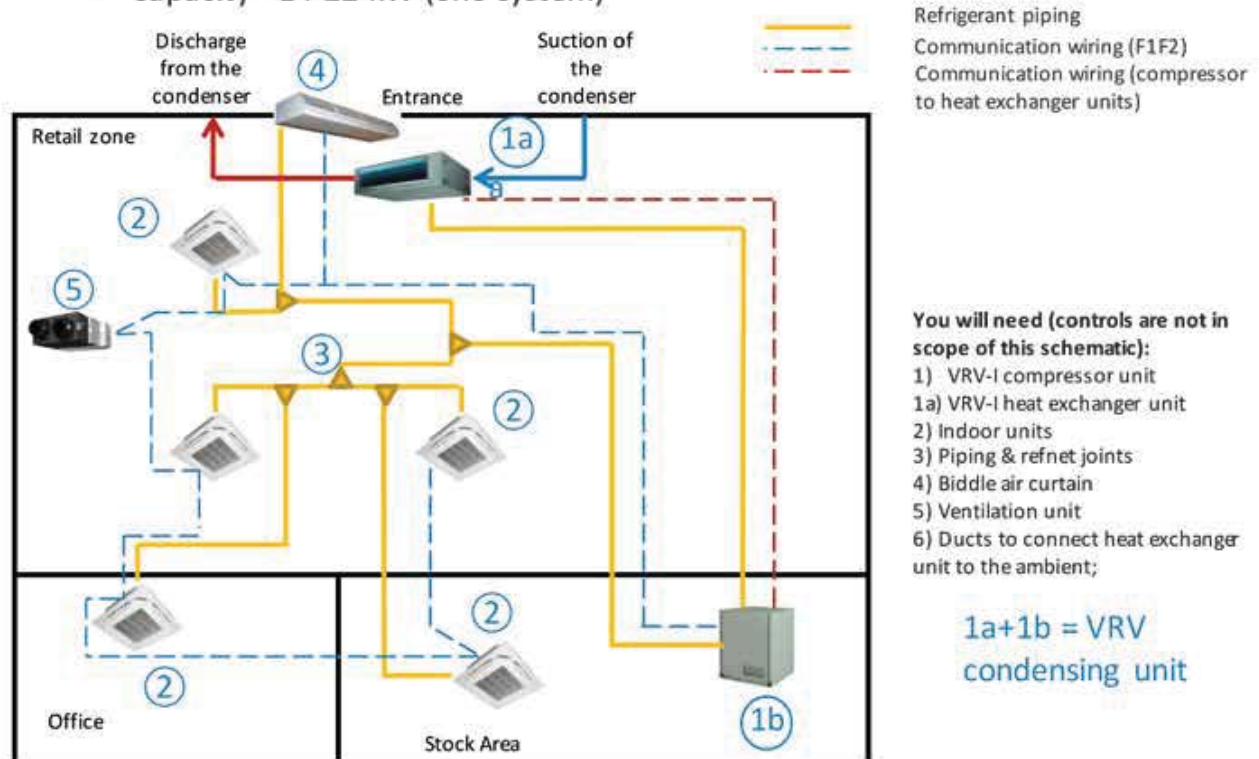 Refrigerant piping
Communication wiring (F1F2)
Communication wiring (compressor
to heat exchanger units)
Discharge
from the
condenser
4
Entrance
Suction of
the
condenser
Retail zone
1a
a
2
5
3
2
You will need (controls are not in
scope of this schematic):
1) VRV-I compressor unit
1a) VRV-I heat exchanger unit
2) Indoor units
3) Piping & refnet joints
4) Biddle air curtain
5) Ventilation unit
6) Ducts to connect heat exchanger
unit to the ambient;
1a+1b = VRV
condensing unit
2
2
Office
Stock Area
1b